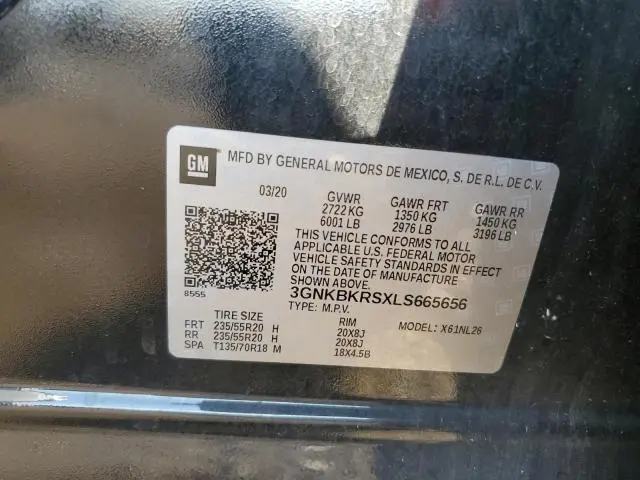 GM
MFD BY GENERAL MOTORS DE MEXICO, S. DE R.L. DE C.V.
03/20 GVWR GAWR FRT GAWR RR
2722 KG 1350 KG 1450 KG
6001 LB 2976 LB 3196 LB
THIS VEHICLE CONFORMS TO ALL
APPLICABLE U.S. FEDERAL MOTOR
VEHICLE SAFETY STANDARDS IN EFFECT
ON THE DATE OF MANUFACTURE
SHOWN ABOVE.
8555 3GNKBKRSXLS665656
TYPE: M.P.V.
TIRE SIZE RIM MODEL: X61NL26
FRT 235/55R20 H 20X8J
RR 235/55R20 H 20X8J
SPA T135/70R18 M 18X4.5B